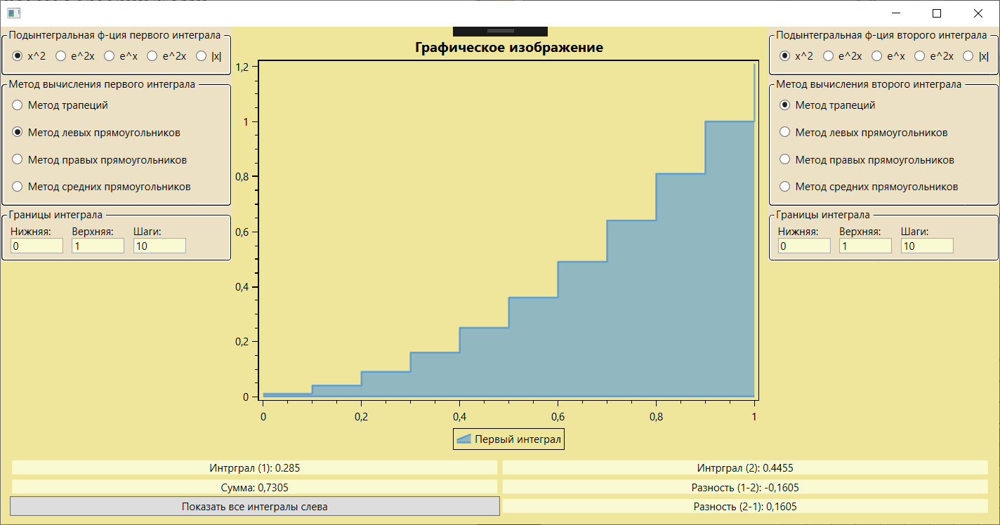 Подынтегральная ф-ция первого интеграла
x^2 e^2x e^x e^2x |x|
Метод вычисления первого интеграла
Метод трапеций
Метод левых прямоугольников
Метод правых прямоугольников
Метод средних прямоугольников
Границы интеграла
Нижняя: Верхняя: Шаги:
0 1 10
Графическое изображение
1,2
1
0,8
0,6
0,4
0,2
0
0 0,2 0,4 0,6 0,8 1
Первый интеграл
Подынтегральная ф-ция второго интеграла
x^2 e^2x e^x e^2x |x|
Метод вычисления второго интеграла
Метод трапеций
Метод левых прямоугольников
Метод правых прямоугольников
Метод средних прямоугольников
Границы интеграла
Нижняя: Верхняя: Шаги:
0 1 10
Интрграл (1): 0.285
Интрграл (2): 0.4455
Сумма: 0,7305
Разность (1-2): -0,1605
Показать все интегралы слева
Разность (2-1): 0,1605